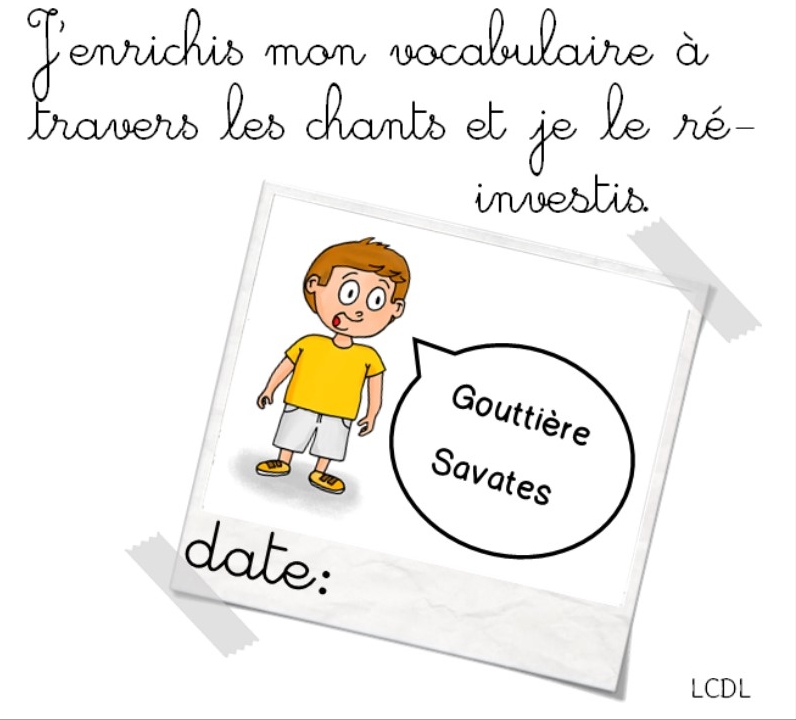 J'enrichis mon vocabulaire à
travers les chants et je le ré-
investis.
Gouttière
Savates
date:
LCDL